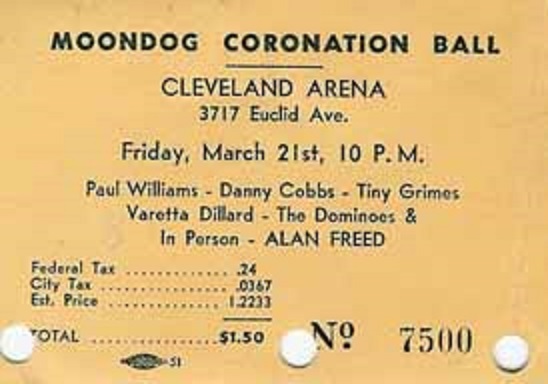 MOONDOG CORONATION BALL
CLEVELAND ARENA
3717 Euclid Ave.
Friday, March 21st, 10 P. M.
Paul Williams - Danny Cobbs - Tiny Grimes
Varetta Dillard - The Dominoes &
In Person - ALAN FREED
Federal Tax .............. .24
City Tax .................. .0367
Est. Price ............... 1.2233
TOTAL ................ $1.50
Nº 7500
51